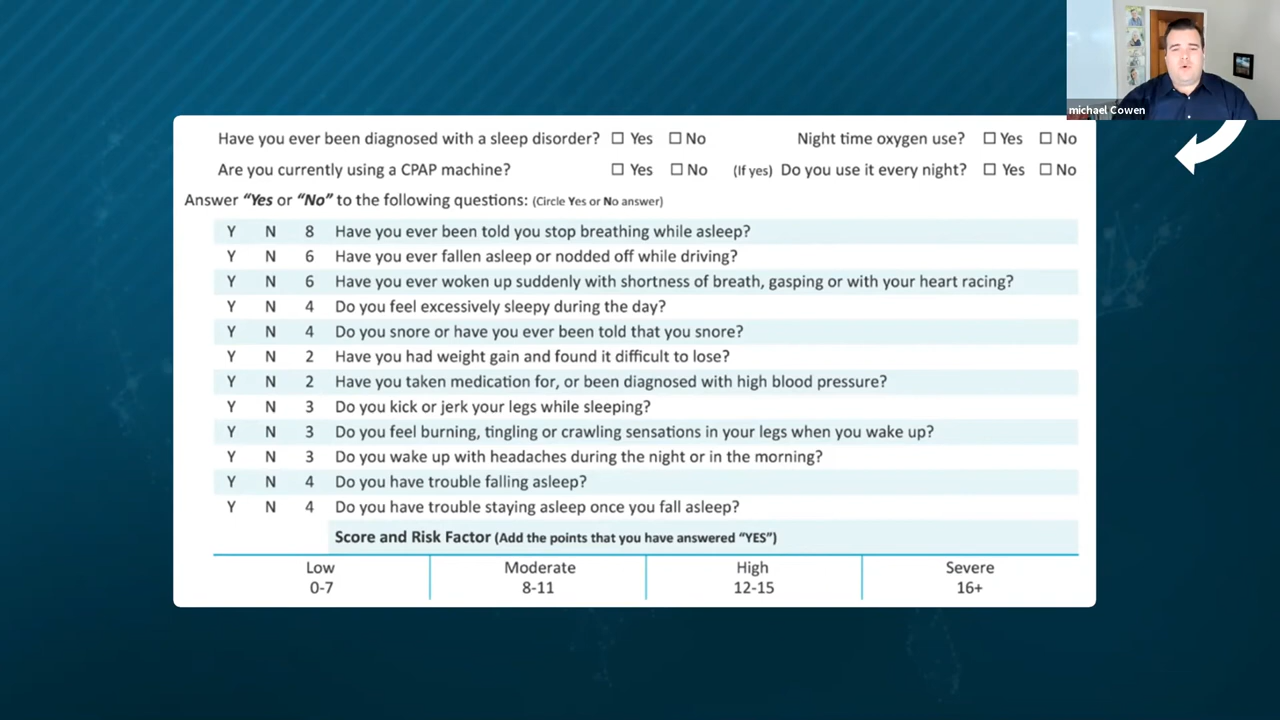 michael Cowen
Have you ever been diagnosed with a sleep disorder? ☐ Yes ☐ No Night time oxygen use? ☐ Yes ☐ No
Are you currently using a CPAP machine? ☐ Yes ☐ No (If yes) Do you use it every night? ☐ Yes ☐ No
Answer “Yes or “No” to the following questions: (Circle Yes or No answer)
Y N 8 Have you ever been told you stop breathing while asleep?
Y N 6 Have you ever fallen asleep or nodded off while driving?
Y N 6 Have you ever woken up suddenly with shortness of breath, gasping or with your heart racing?
Y N 4 Do you feel excessively sleepy during the day?
Y N 4 Do you snore or have you ever been told that you snore?
Y N 2 Have you had weight gain and found it difficult to lose?
Y N 2 Have you taken medication for, or been diagnosed with high blood pressure?
Y N 3 Do you kick or jerk your legs while sleeping?
Y N 3 Do you feel burning, tingling or crawling sensations in your legs when you wake up?
Y N 3 Do you wake up with headaches during the night or in the morning?
Y N 4 Do you have trouble falling asleep?
Y N 4 Do you have trouble staying asleep once you fall asleep?
Score and Risk Factor (Add the points that you have answered “YES”)
Low Moderate High Severe
0-7 8-11 12-15 16+